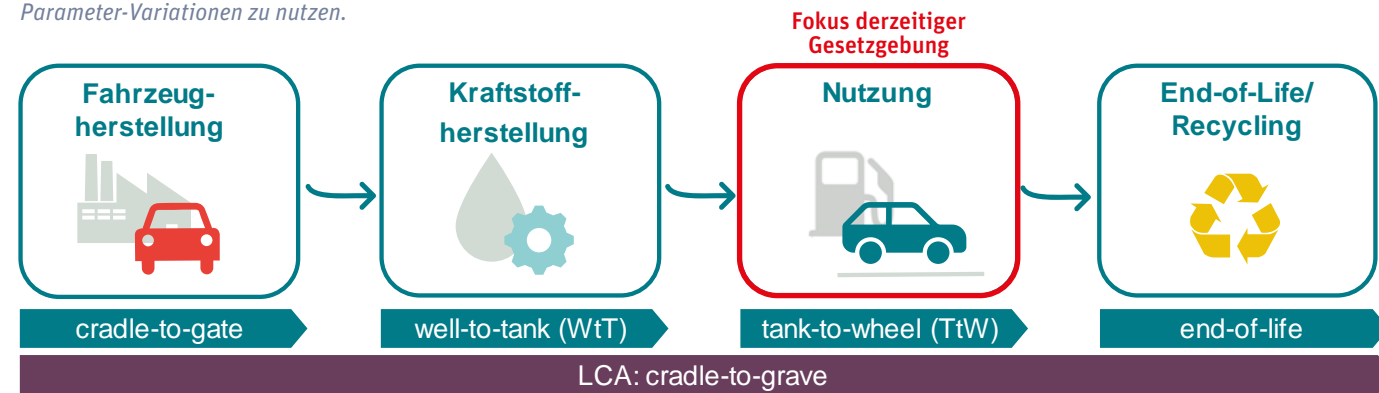 Parameter-Variationen zu nutzen.
Fokus derzeitiger
Gesetzgebung
Fahrzeug-
herstellung
Kraftstoff-
herstellung
Nutzung
End-of-Life/
Recycling
cradle-to-gate
well-to-tank (WtT)
tank-to-wheel (TtW)
end-of-life
LCA: cradle-to-grave